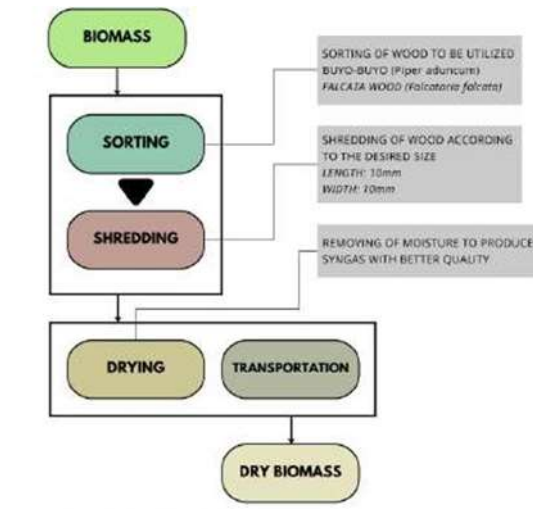 BIOMASS
SORTING OF WOOD TO BE UTILIZED
BUYO-BUYO (Piper aduncum)
FALCATA WOOD (Falcataria falcata)
SORTING
SHREDDING OF WOOD ACCORDING
TO THE DESIRED SIZE
LENGTH: 10mm
WIDTH: 10mm
SHREDDING
REMOVING OF MOISTURE TO PRODUCE
SYNGAS WITH BETTER QUALITY
DRYING
TRANSPORTATION
DRY BIOMASS